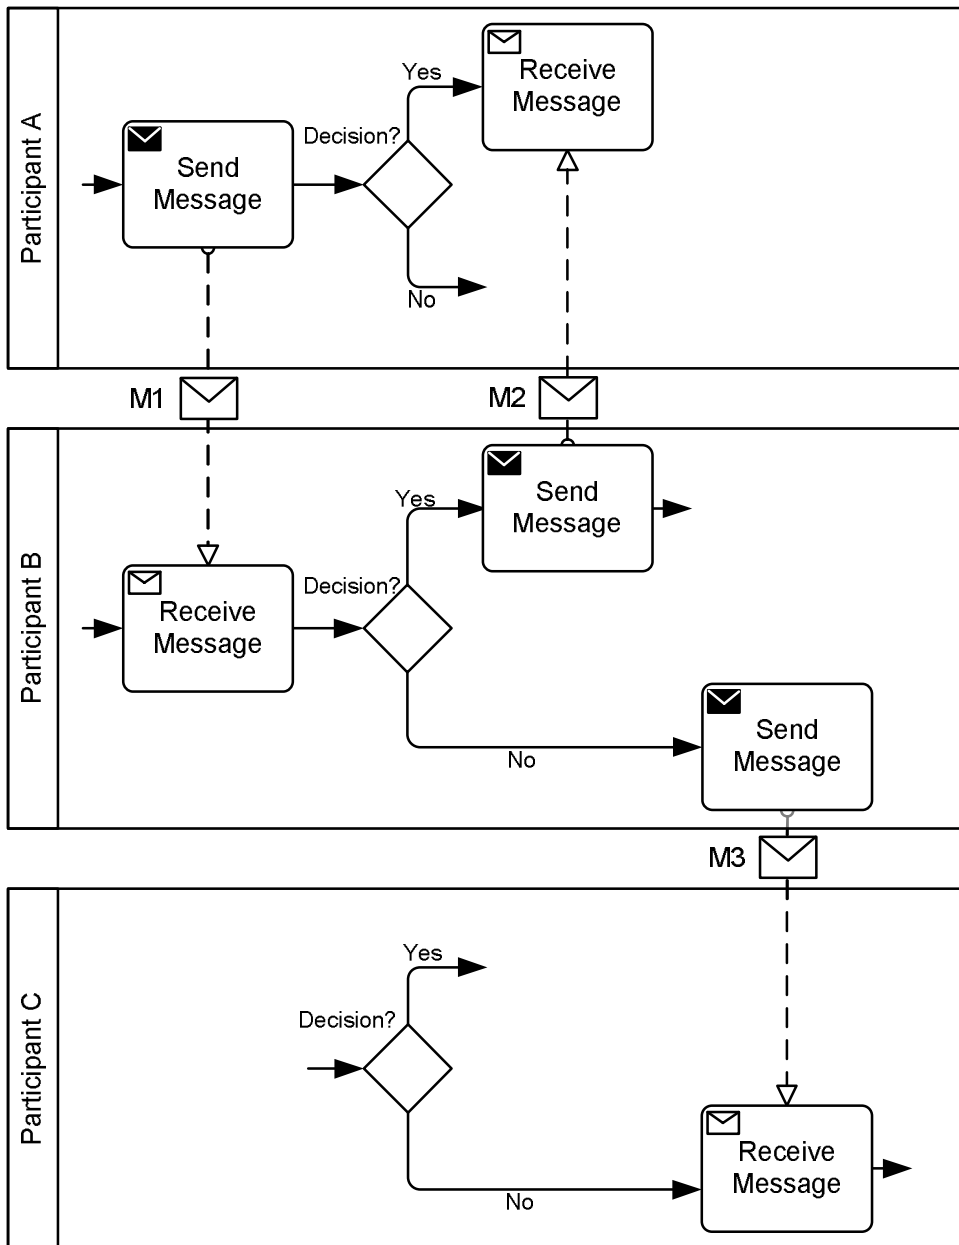 Participant A
Send
Message
Decision?
Yes
No
Receive
Message
M1
M2
Participant B
Receive
Message
Decision?
Yes
No
Send
Message
Send
Message
M3
Participant C
Decision?
Yes
No
Receive
Message